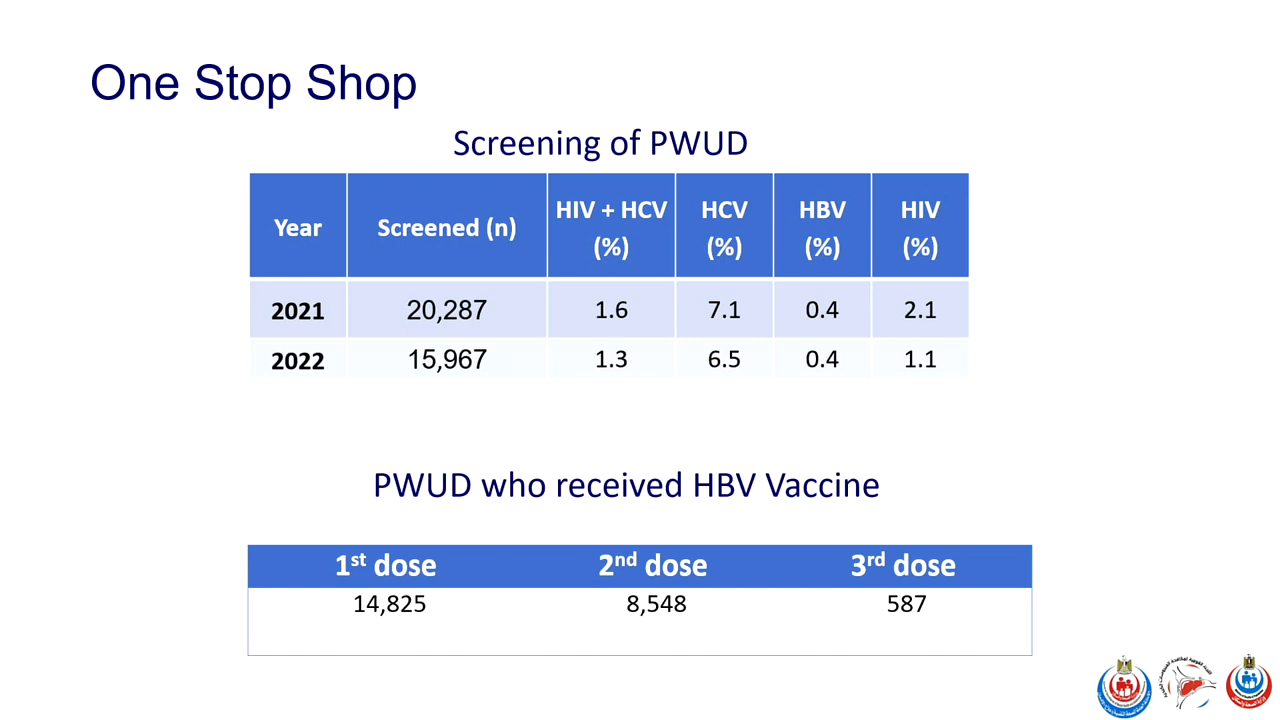 One Stop Shop
Screening of PWUD
Year Screened (n) HIV + HCV (%) HCV (%) HBV (%) HIV (%)
2021 20,287 1.6 7.1 0.4 2.1
2022 15,967 1.3 6.5 0.4 1.1
PWUD who received HBV Vaccine
1st dose 2nd dose 3rd dose
14,825 8,548 587